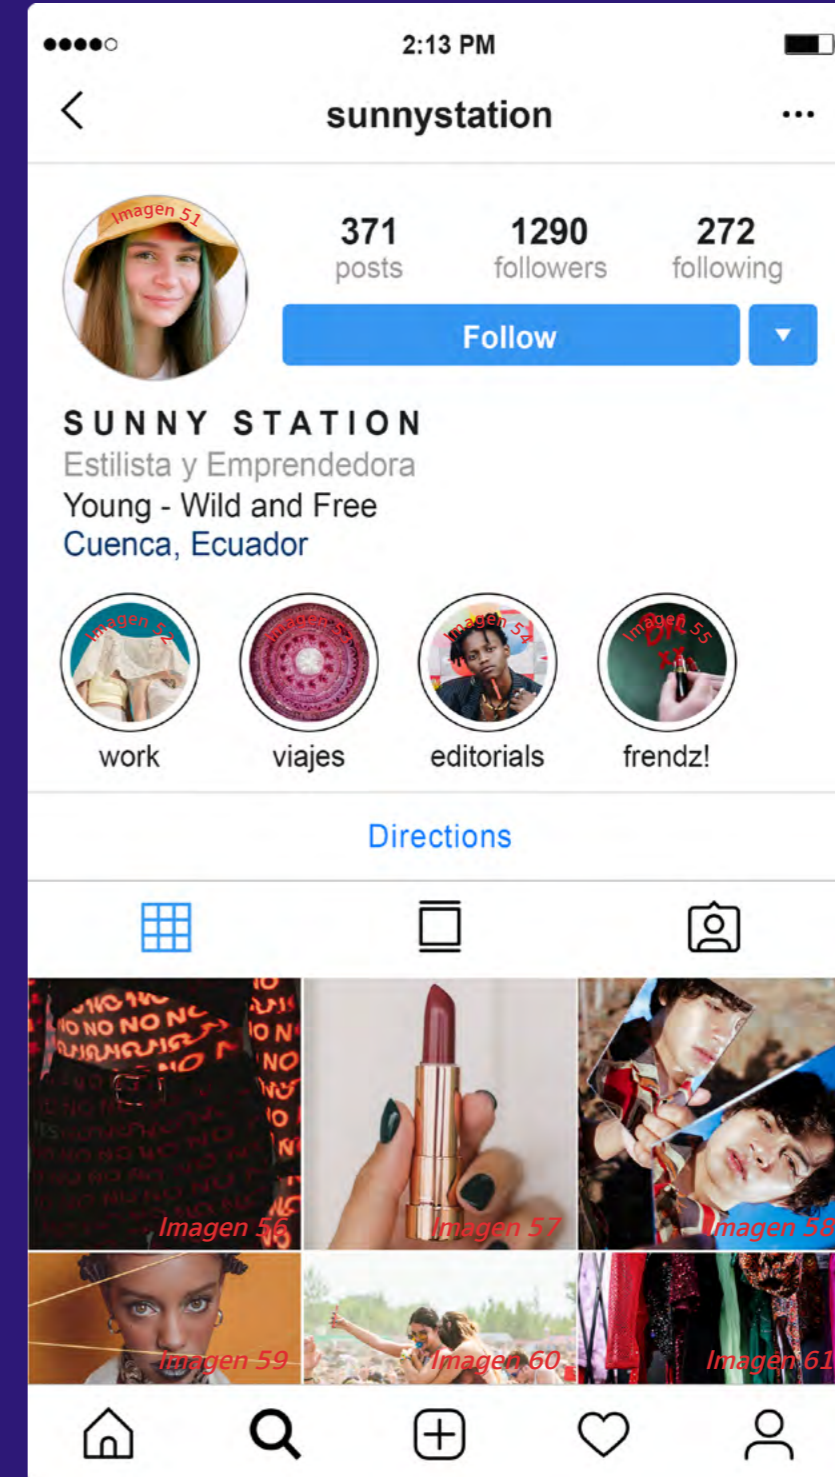 2:13 PM
sunnystation
Imagen 51
371 1290 272
posts followers following
Follow
SUNNY STATION
Estilista y Emprendedora
Young - Wild and Free
Cuenca, Ecuador
Imagen 52
Imagen 53
Imagen 54
Imagen 55
work viajes editorials frendz!
Directions
NO NO NO
NO
NO
Imagen 56
Imagen 57
Imagen 58
Imagen 59
Imagen 60
Imagen 61